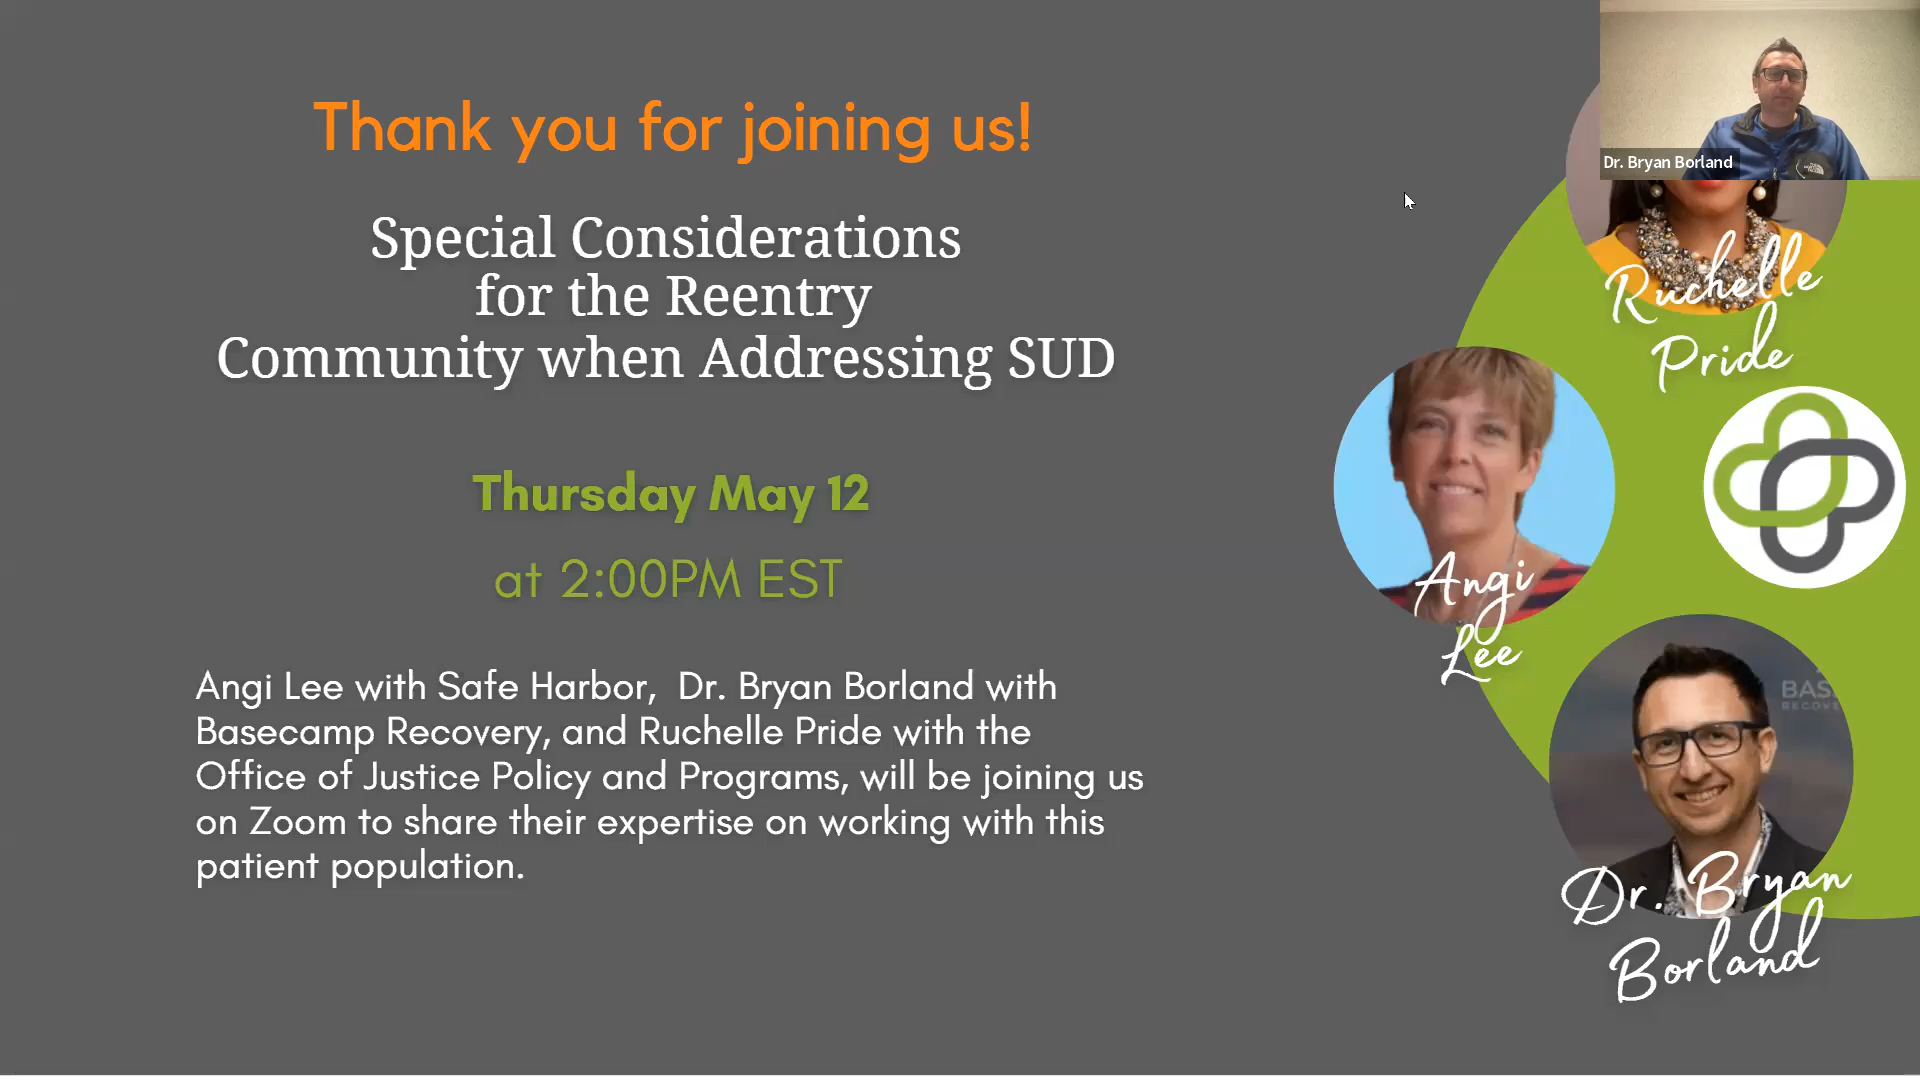 Thank you for joining us!
Special Considerations
for the Reentry
Community when Addressing SUD
Thursday May 12
at 2:00PM EST
Angi Lee with Safe Harbor, Dr. Bryan Borland with
Basecamp Recovery, and Ruchelle Pride with the
Office of Justice Policy and Programs, will be joining us
on Zoom to share their expertise on working with this
patient population.
Dr. Bryan Borland
Ruchelle
Pride
Angi
Lee
BAS
RECOVE
Dr. Bryan
Borland